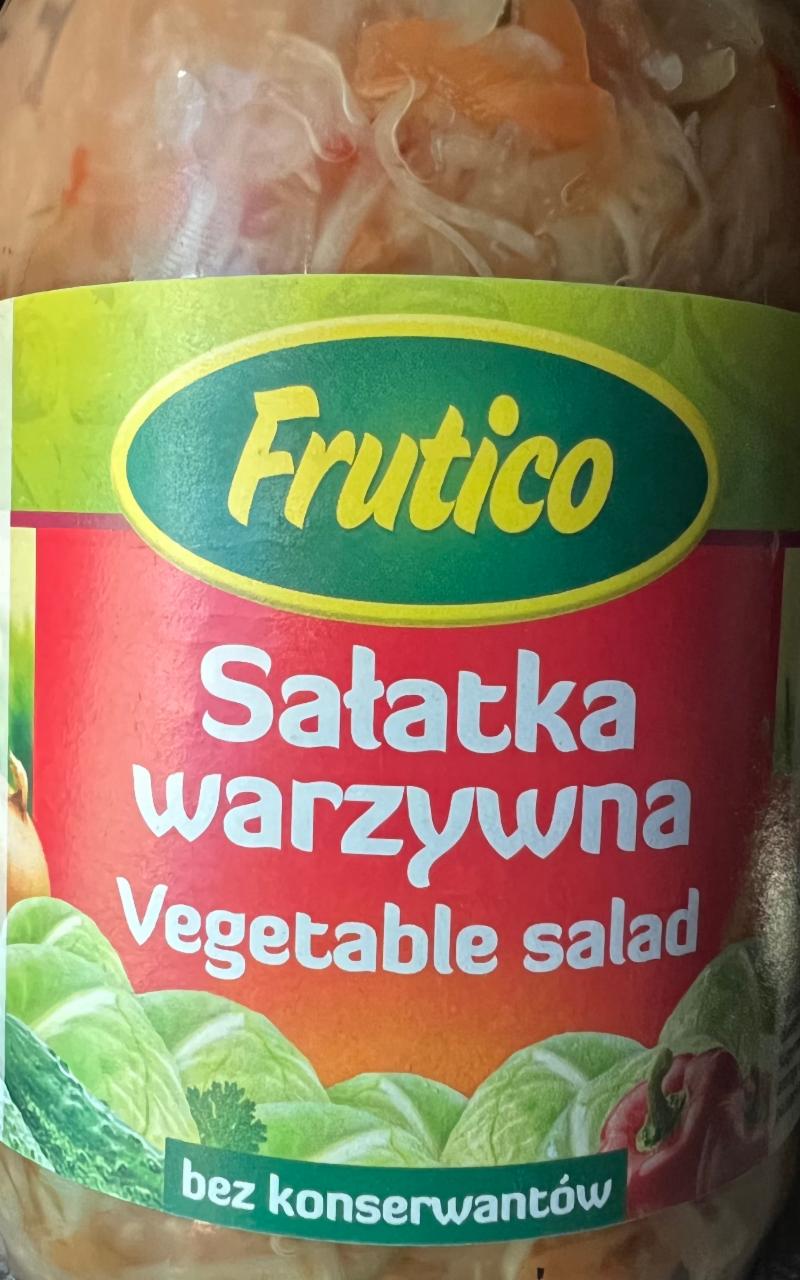 Frutico
Sałatka
warzywna
Vegetable salad
bez konserwantów